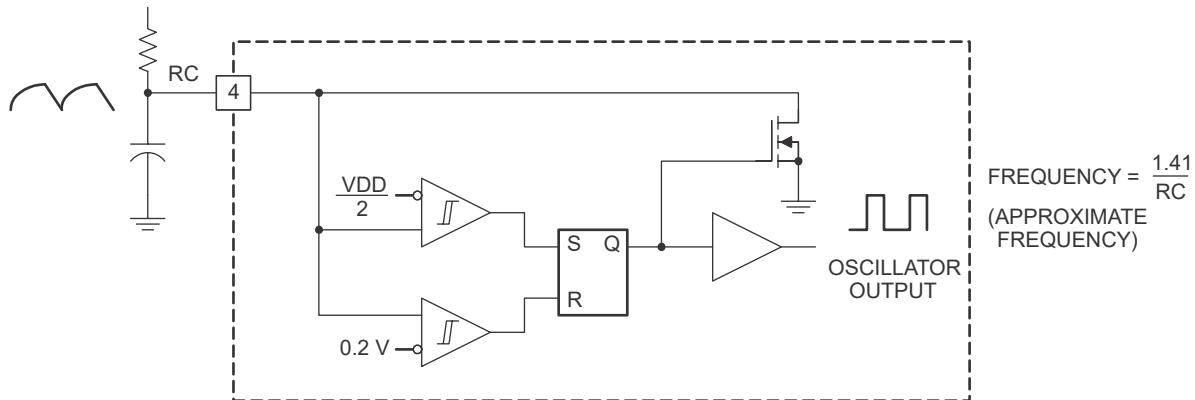 RC
4
VDD
2
0.2 V
S Q
R
OSCILLATOR
OUTPUT
FREQUENCY = 1.41
RC
(APPROXIMATE
FREQUENCY)